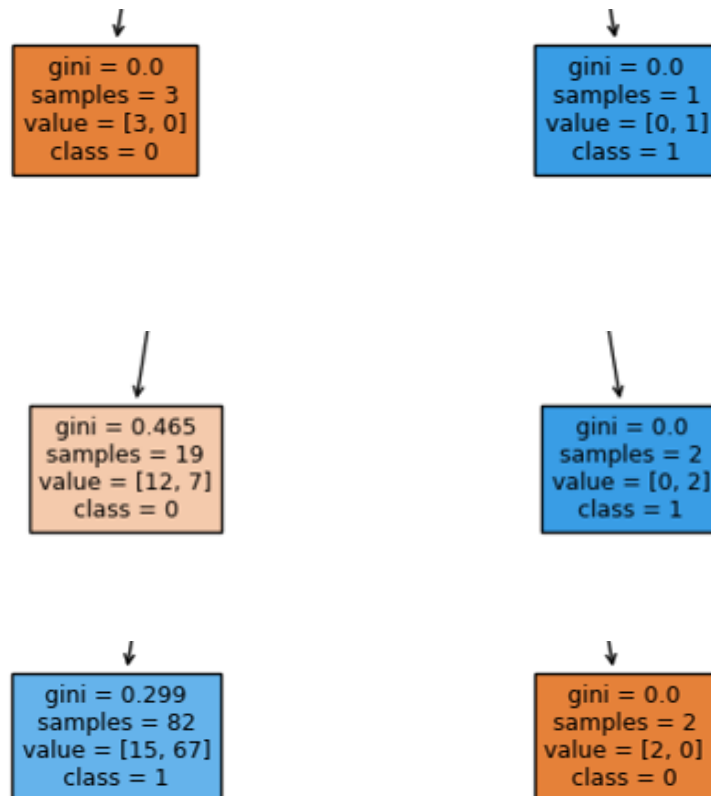 gini = 0.0
samples = 3
value = [3, 0]
class = 0
gini = 0.0
samples = 1
value = [0, 1]
class = 1
gini = 0.465
samples = 19
value = [12, 7]
class = 0
gini = 0.0
samples = 2
value = [0, 2]
class = 1
gini = 0.299
samples = 82
value = [15, 67]
class = 1
gini = 0.0
samples = 2
value = [2, 0]
class = 0